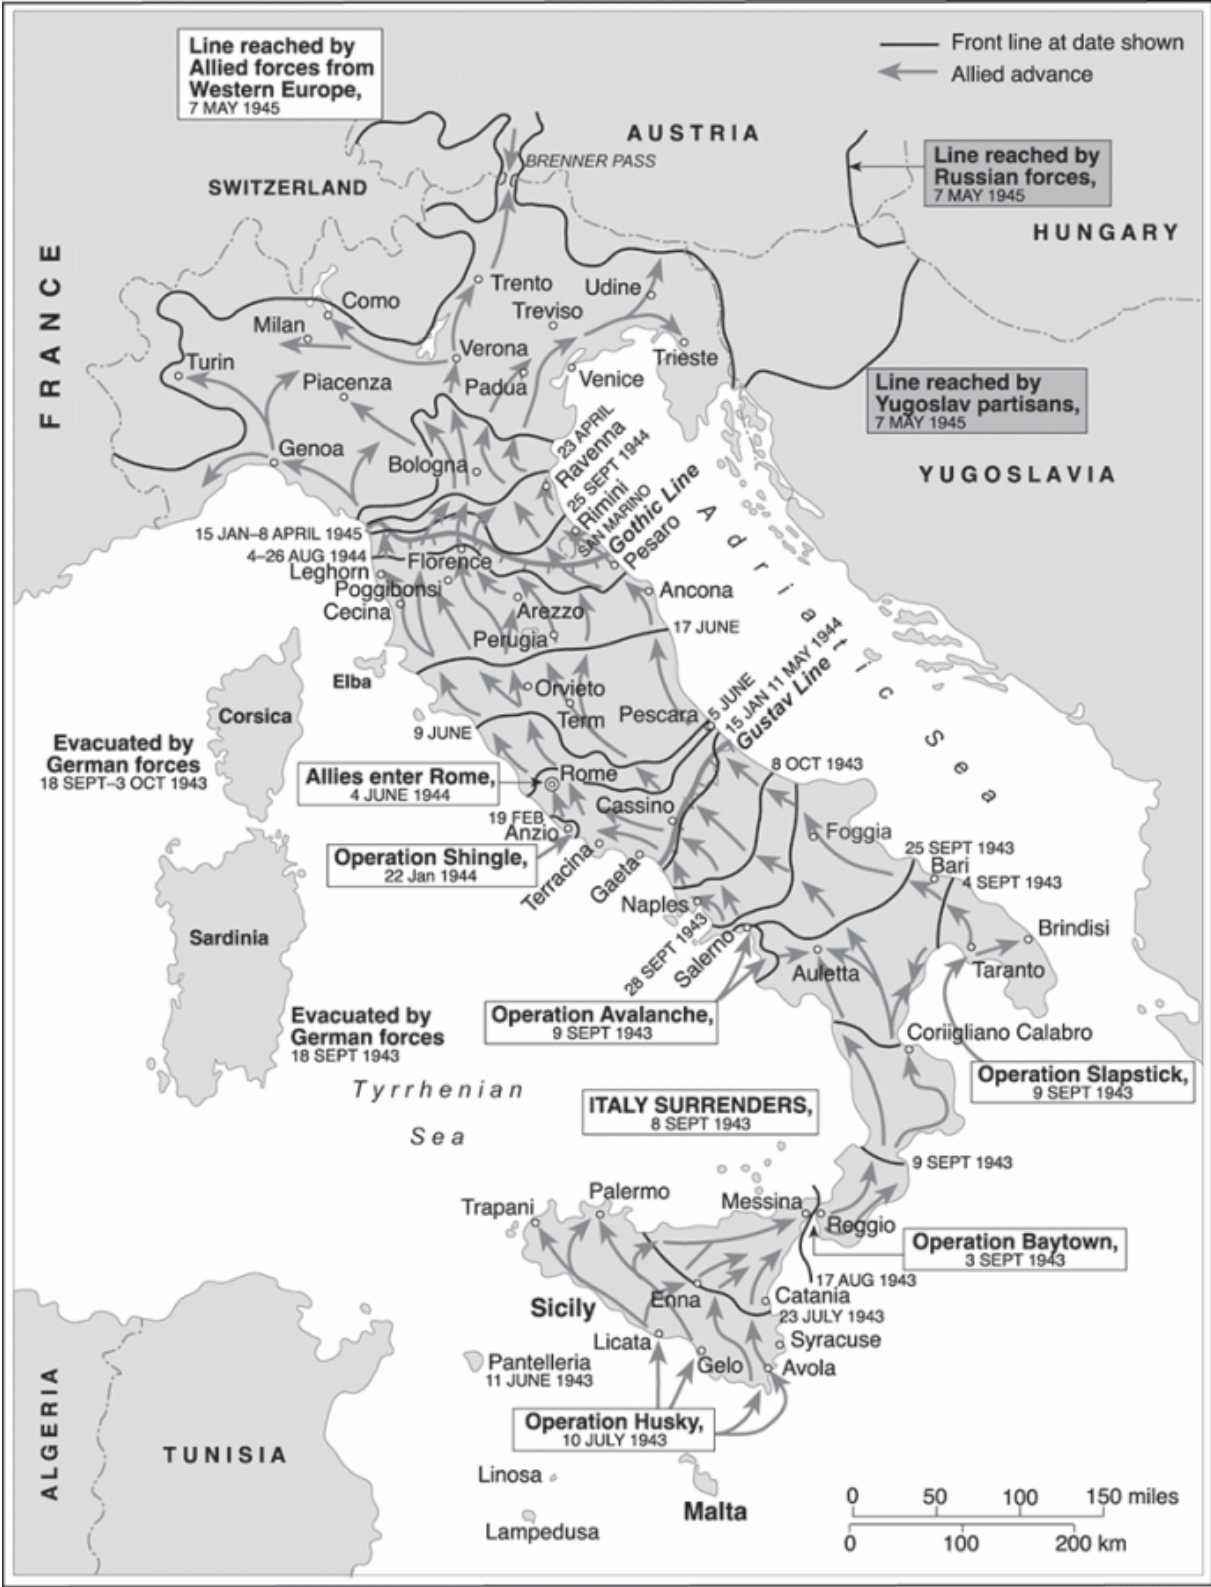 Line reached by
Allied forces from
Western Europe,
7 MAY 1945
Front line at date shown
Allied advance
AUSTRIA
BRENNER PASS
SWITZERLAND
Line reached by
Russian forces,
7 MAY 1945
HUNGARY
FRANCE
Trento
Udine
Como
Treviso
Milan
Verona
Trieste
Turin
Piacenza
Padua
Venice
Line reached by
Yugoslav partisans,
7 MAY 1945
Genoa
Bologna
23 APRIL
Ravenna
25 SEPT 1944
Rimini
SAN MARINO
Gothic Line
Pesaro
YUGOSLAVIA
Adriatic Sea
15 JAN–8 APRIL 1945
4–26 AUG 1944
Leghorn
Florence
Poggibonsi
Cecina
Arezzo
Ancona
Perugia
17 JUNE
Elba
Orvieto
Term
Pescara
5 JUNE
15 JAN 11 MAY 1944
Gustav Line
Corsica
9 JUNE
Evacuated by
German forces
18 SEPT–3 OCT 1943
Allies enter Rome,
4 JUNE 1944
Rome
8 OCT 1943
Cassino
19 FEB
Anzio
Foggia
Operation Shingle,
22 Jan 1944
Terracina
Gaeta
25 SEPT 1943
Bari
4 SEPT 1943
Naples
28 SEPT 1943
Salerno
Brindisi
Sardinia
Auletta
Taranto
Evacuated by
German forces
18 SEPT 1943
Operation Avalanche,
9 SEPT 1943
Coriigliano Calabro
Operation Slapstick,
9 SEPT 1943
Tyrrhenian
Sea
ITALY SURRENDERS,
8 SEPT 1943
9 SEPT 1943
Trapani
Palermo
Messina
Reggio
Operation Baytown,
3 SEPT 1943
17 AUG 1943
Enna
Catania
23 JULY 1943
Sicily
Licata
Syracuse
Gelo
Avola
Pantelleria
11 JUNE 1943
Operation Husky,
10 JULY 1943
ALGERIA
TUNISIA
Linosa
Malta
Lampedusa
0 50 100 150 miles
0 100 200 km